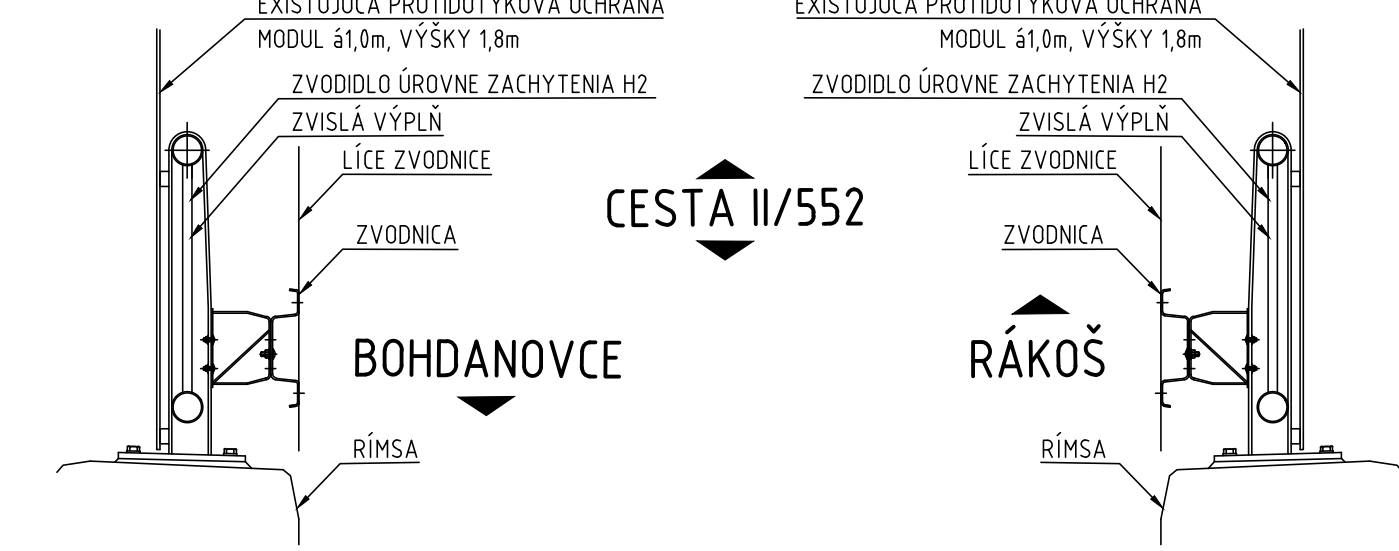 EXISTUJÚCA PROTIDOTYKOVÁ OCHRANA
MODUL á1,0m, VÝŠKY 1,8m
ZVODIDLO ÚROVNE ZACHYTENIA H2
ZVISLÁ VÝPLŇ
LÍCE ZVODNICE
ZVODNICA
BOHDANOVCE
RÍMSA
CESTA II/552
EXISTUJÚCA PROTIDOTYKOVÁ OCHRANA
MODUL á1,0m, VÝŠKY 1,8m
ZVODIDLO ÚROVNE ZACHYTENIA H2
ZVISLÁ VÝPLŇ
LÍCE ZVODNICE
ZVODNICA
RÁKOŠ
RÍMSA